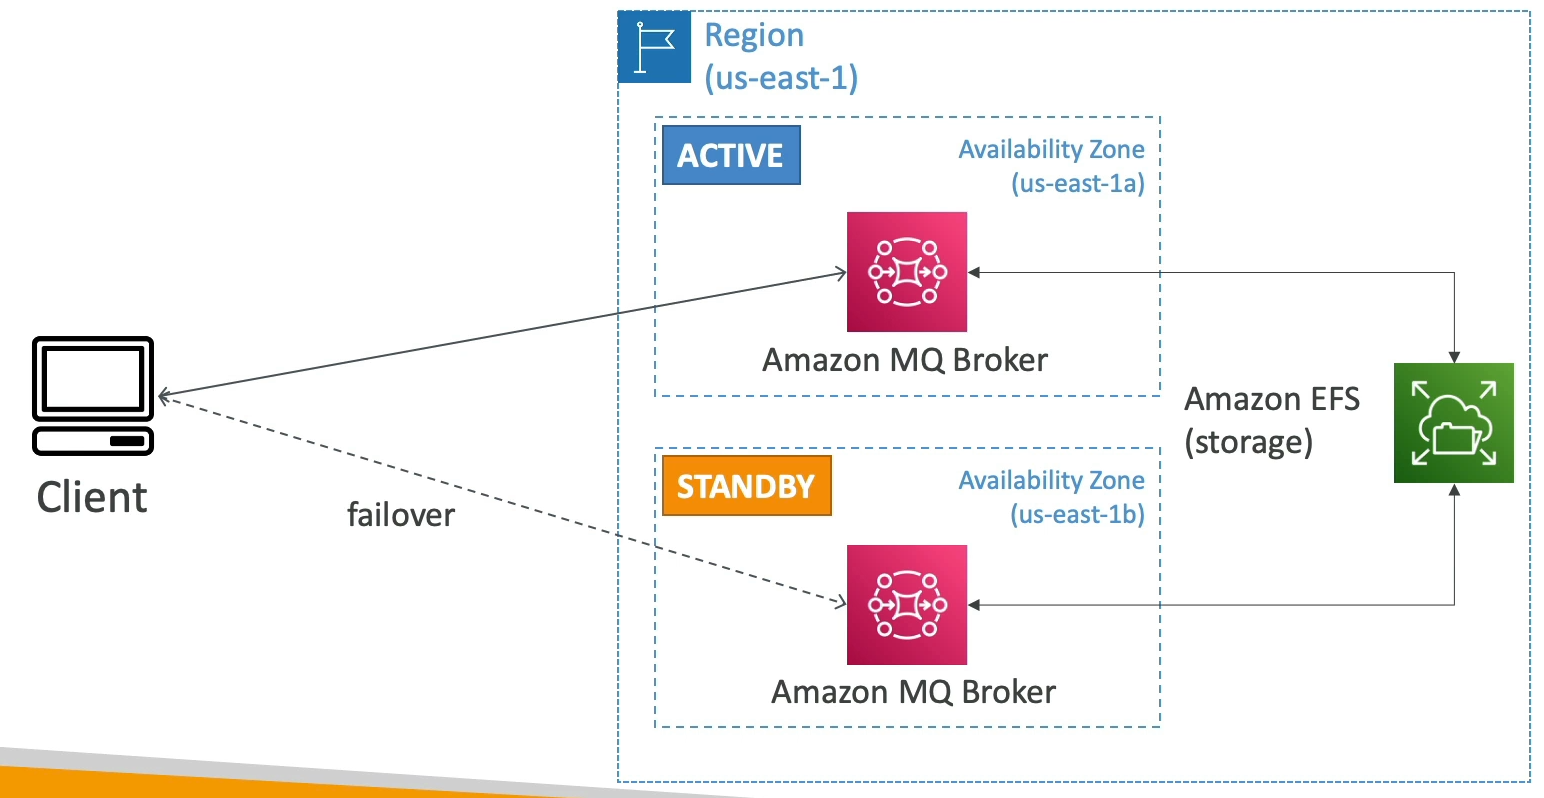 Region
(us-east-1)
ACTIVE
Availability Zone
(us-east-1a)
Amazon MQ Broker
Client
failover
Amazon EFS
(storage)
STANDBY
Availability Zone
(us-east-1b)
Amazon MQ Broker